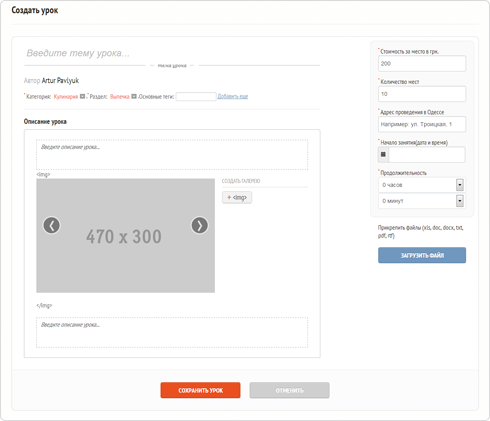 Создать урок
Введите тему урока...
Автор Artur Pavlyuk
* Категория: Кулинария * Раздел: Выпечка Основные теги: Добавить еще
Описание урока
Введите описание урока...
<img>
470 x 300
СОЗДАТЬ ГАЛЕРЕЮ
+ <img>
</img>
Введите описание урока...
* Стоимость за место в грн.
200
* Количество мест
10
* Адрес проведения в Одессе
Например: ул. Троицкая, 1
* Начало занятия(дата и время)
* Продолжительность
0 часов
0 минут
Прикрепить файлы (xls, doc, docx, txt,
pdf, rtf)
ЗАГРУЗИТЬ ФАЙЛ
СОХРАНИТЬ УРОК
ОТМЕНИТЬ